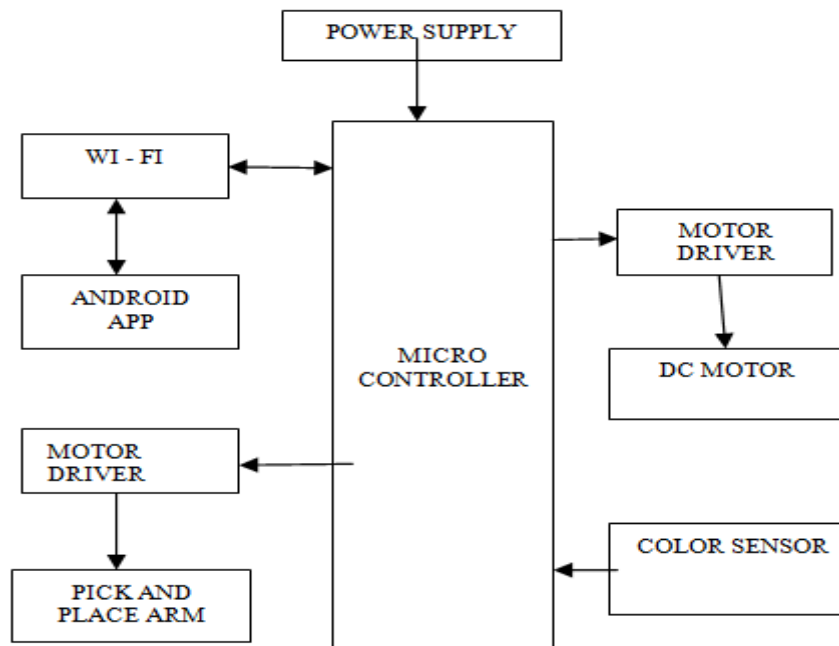 POWER SUPPLY
WI - FI
ANDROID
APP
MICRO
CONTROLLER
MOTOR
DRIVER
DC MOTOR
MOTOR
DRIVER
PICK AND
PLACE ARM
COLOR SENSOR